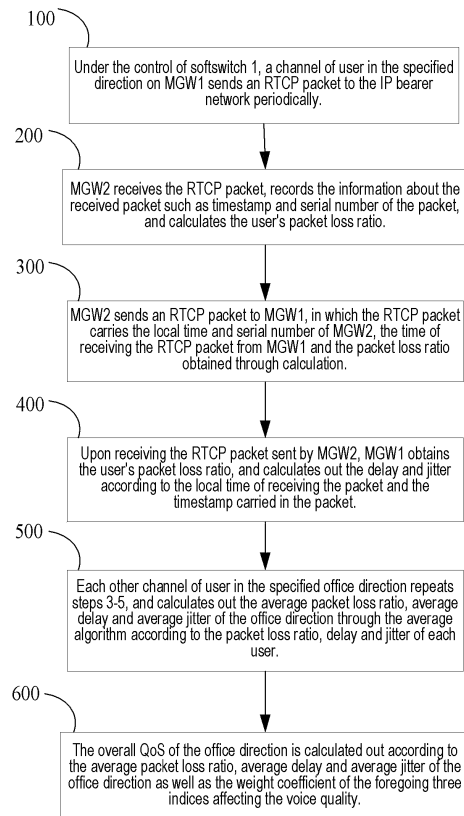 100
Under the control of softswitch 1, a channel of user in the specified
direction on MGW1 sends an RTCP packet to the IP bearer
network periodically.
200
MGW2 receives the RTCP packet, records the information about the
received packet such as timestamp and serial number of the packet,
and calculates the user's packet loss ratio.
300
MGW2 sends an RTCP packet to MGW1, in which the RTCP packet
carries the local time and serial number of MGW2, the time of
receiving the RTCP packet from MGW1 and the packet loss ratio
obtained through calculation.
400
Upon receiving the RTCP packet sent by MGW2, MGW1 obtains
the user's packet loss ratio, and calculates out the delay and jitter
according to the local time of receiving the packet and the
timestamp carried in the packet.
500
Each other channel of user in the specified office direction repeats
steps 3-5, and calculates out the average packet loss ratio, average
delay and average jitter of the office direction through the average
algorithm according to the packet loss ratio, delay and jitter of each
user.
600
The overall QoS of the office direction is calculated out according to
the average packet loss ratio, average delay and average jitter of the
office direction as well as the weight coefficient of the foregoing three
indices affecting the voice quality.